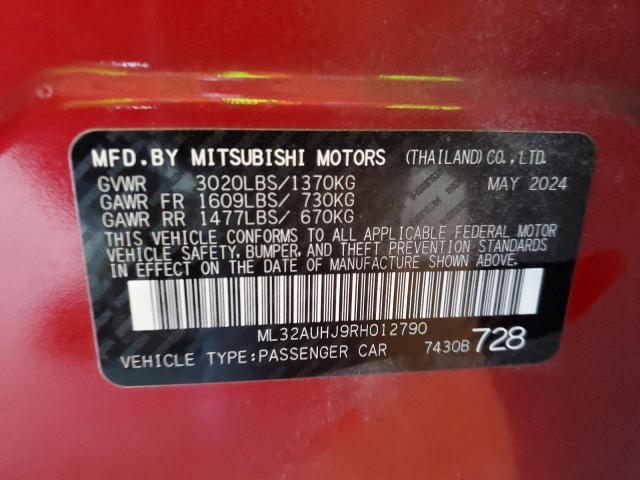 MFD.BY MITSUBISHI MOTORS (THAILAND)CO.,LTD.
GVWR 3020LBS/1370KG MAY 2024
GAWR FR 1609LBS/ 730KG
GAWR RR 1477LBS/ 670KG
THIS VEHICLE CONFORMS TO ALL APPLICABLE FEDERAL MOTOR
VEHICLE SAFETY, BUMPER, AND THEFT PREVENTION STANDARDS
IN EFFECT ON THE DATE OF MANUFACTURE SHOWN ABOVE.
ML32AUHJ9RH012790
VEHICLE TYPE:PASSENGER CAR 7430B 728